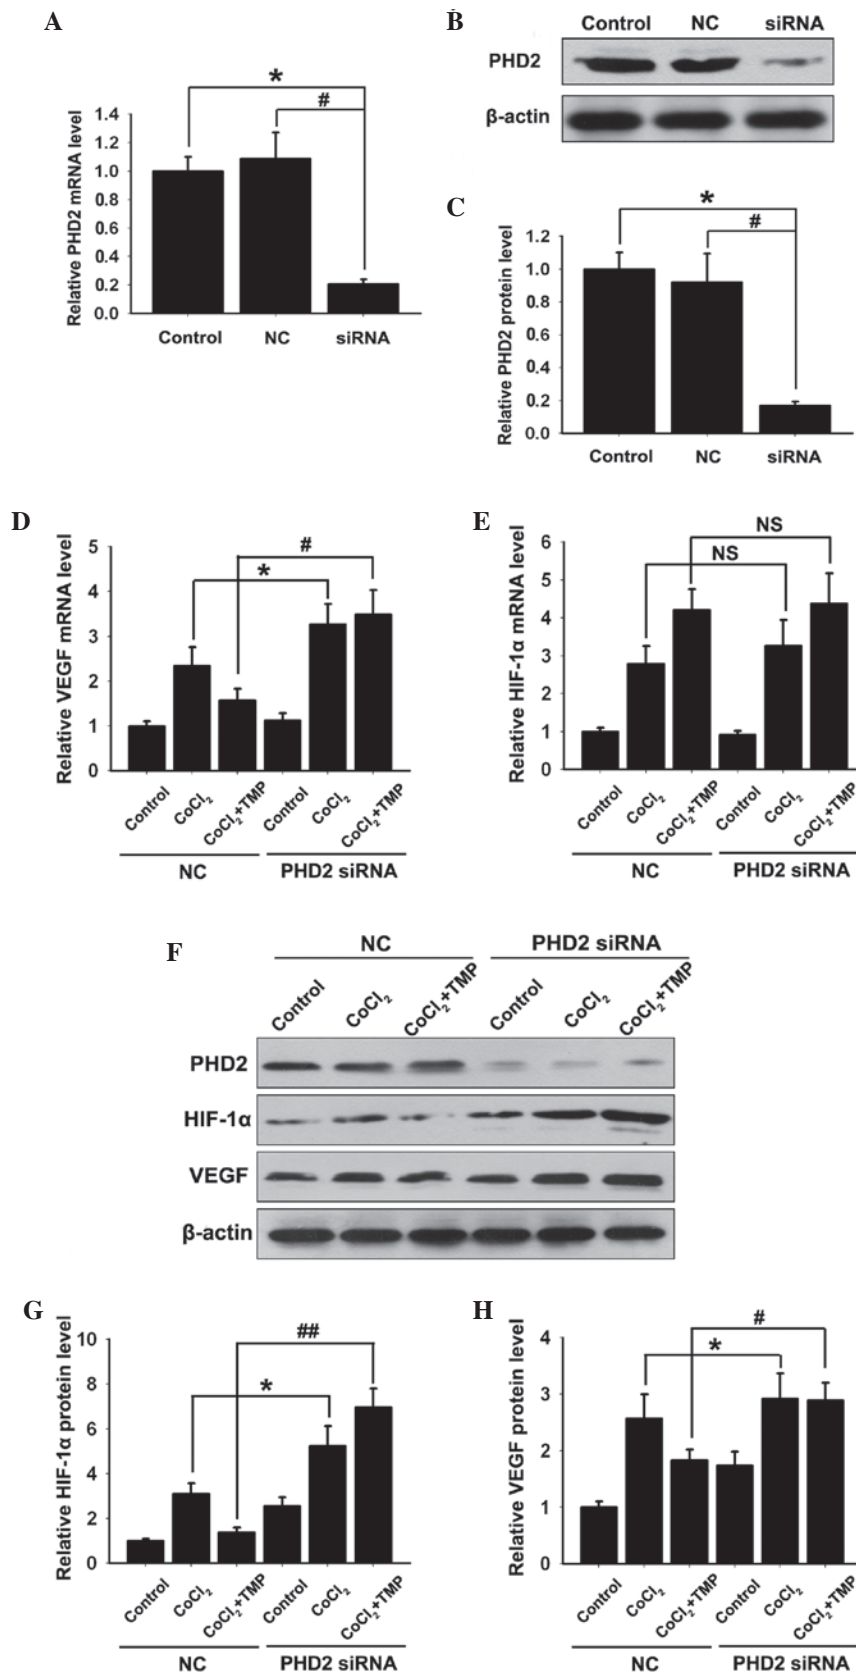 A
Relative PHD2 mRNA level
1.4
1.2
1.0
0.8
0.6
0.4
0.2
0.0
*
#
Control NC siRNA
B
Control NC siRNA
PHD2
β-actin
C
Relative PHD2 protein level
1.2
1.0
0.8
0.6
0.4
0.2
0.0
*
#
Control NC siRNA
D
Relative VEGF mRNA level
5
4
3
2
1
0
#
*
Control CoCl₂ CoCl₂+TMP Control CoCl₂ CoCl₂+TMP
NC PHD2 siRNA
E
Relative HIF-1α mRNA level
6
5
4
3
2
1
0
NS
NS
Control CoCl₂ CoCl₂+TMP Control CoCl₂ CoCl₂+TMP
NC PHD2 siRNA
F
NC PHD2 siRNA
Control CoCl₂ CoCl₂+TMP Control CoCl₂ CoCl₂+TMP
PHD2
HIF-1α
VEGF
β-actin
G
Relative HIF-1α protein level
10
8
6
4
2
0
##
*
Control CoCl₂ CoCl₂+TMP Control CoCl₂ CoCl₂+TMP
NC PHD2 siRNA
H
Relative VEGF protein level
4
3
2
1
0
#
*
Control CoCl₂ CoCl₂+TMP Control CoCl₂ CoCl₂+TMP
NC PHD2 siRNA